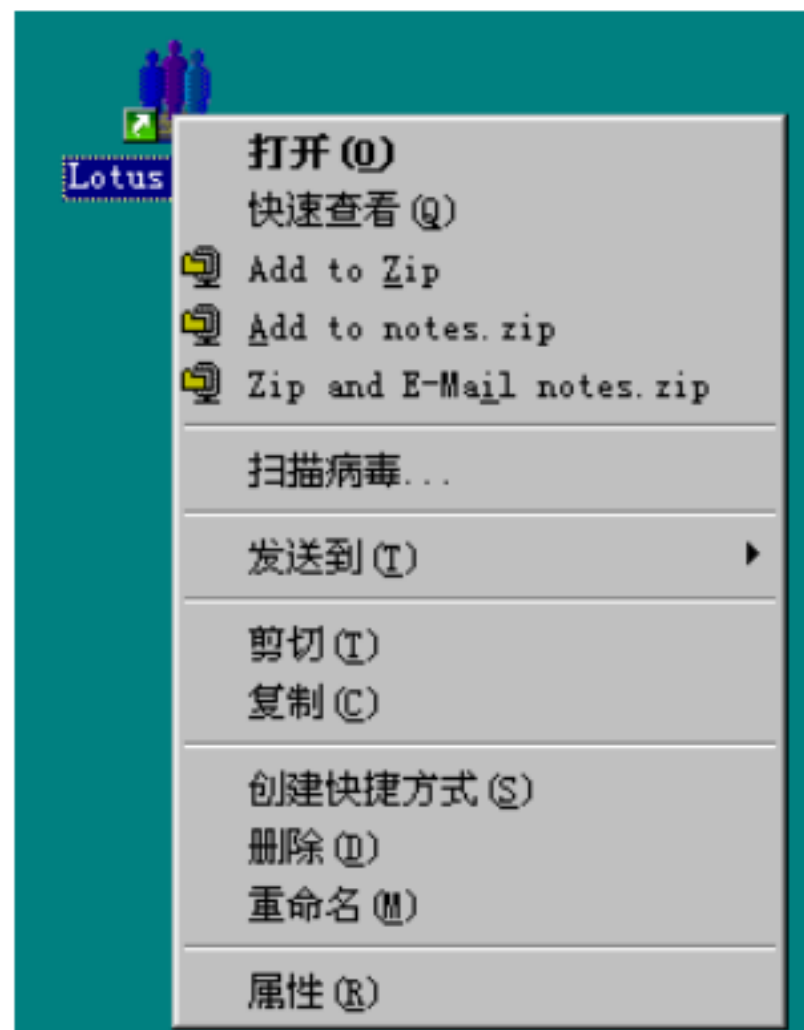 Lotus
打开(O)
快速查看(Q)
Add to Zip
Add to notes.zip
Zip and E-Mail notes.zip
扫描病毒...
发送到(T)
剪切(T)
复制(C)
创建快捷方式(S)
删除(D)
重命名(M)
属性(R)